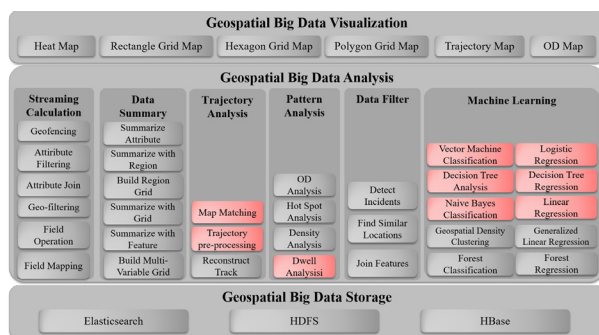 Geospatial Big Data Visualization
Heat Map
Rectangle Grid Map
Hexagon Grid Map
Polygon Grid Map
Trajectory Map
OD Map
Geospatial Big Data Analysis
Streaming
Calculation
Geofencing
Attiribute
Filtering
Attribute Join
Geo-filtering
Field
Operation
Field Mapping
Data
Summary
Summarize
Attribute
Summarize with
Region
Build Region
Grid
Summarize with
Grid
Summarize with
Feature
Build Multi-
Variable Grid
Trajectory
Analysis
Map Matching
Trajectory
pre-processing
Reconstruct
Track
Pattern
Analysis
OD
Analysis
Hot Spot
Analysis
Density
Analysis
Dwell
Analysisi
Data Filter
Detect
Incidents
Find Similar
Locations
Join Features
Machine Learning
Vector Machine
Classification
Logistic
Regression
Decision Tree
Analysis
Decision Tree
Regression
Naive Bayes
Classification
Linear
Regression
Geospatial Density
Clustering
Generalized
Linear Regression
Forest
Classification
Forest
Regression
Geospatial Big Data Storage
Elasticsearch
HDFS
HBase